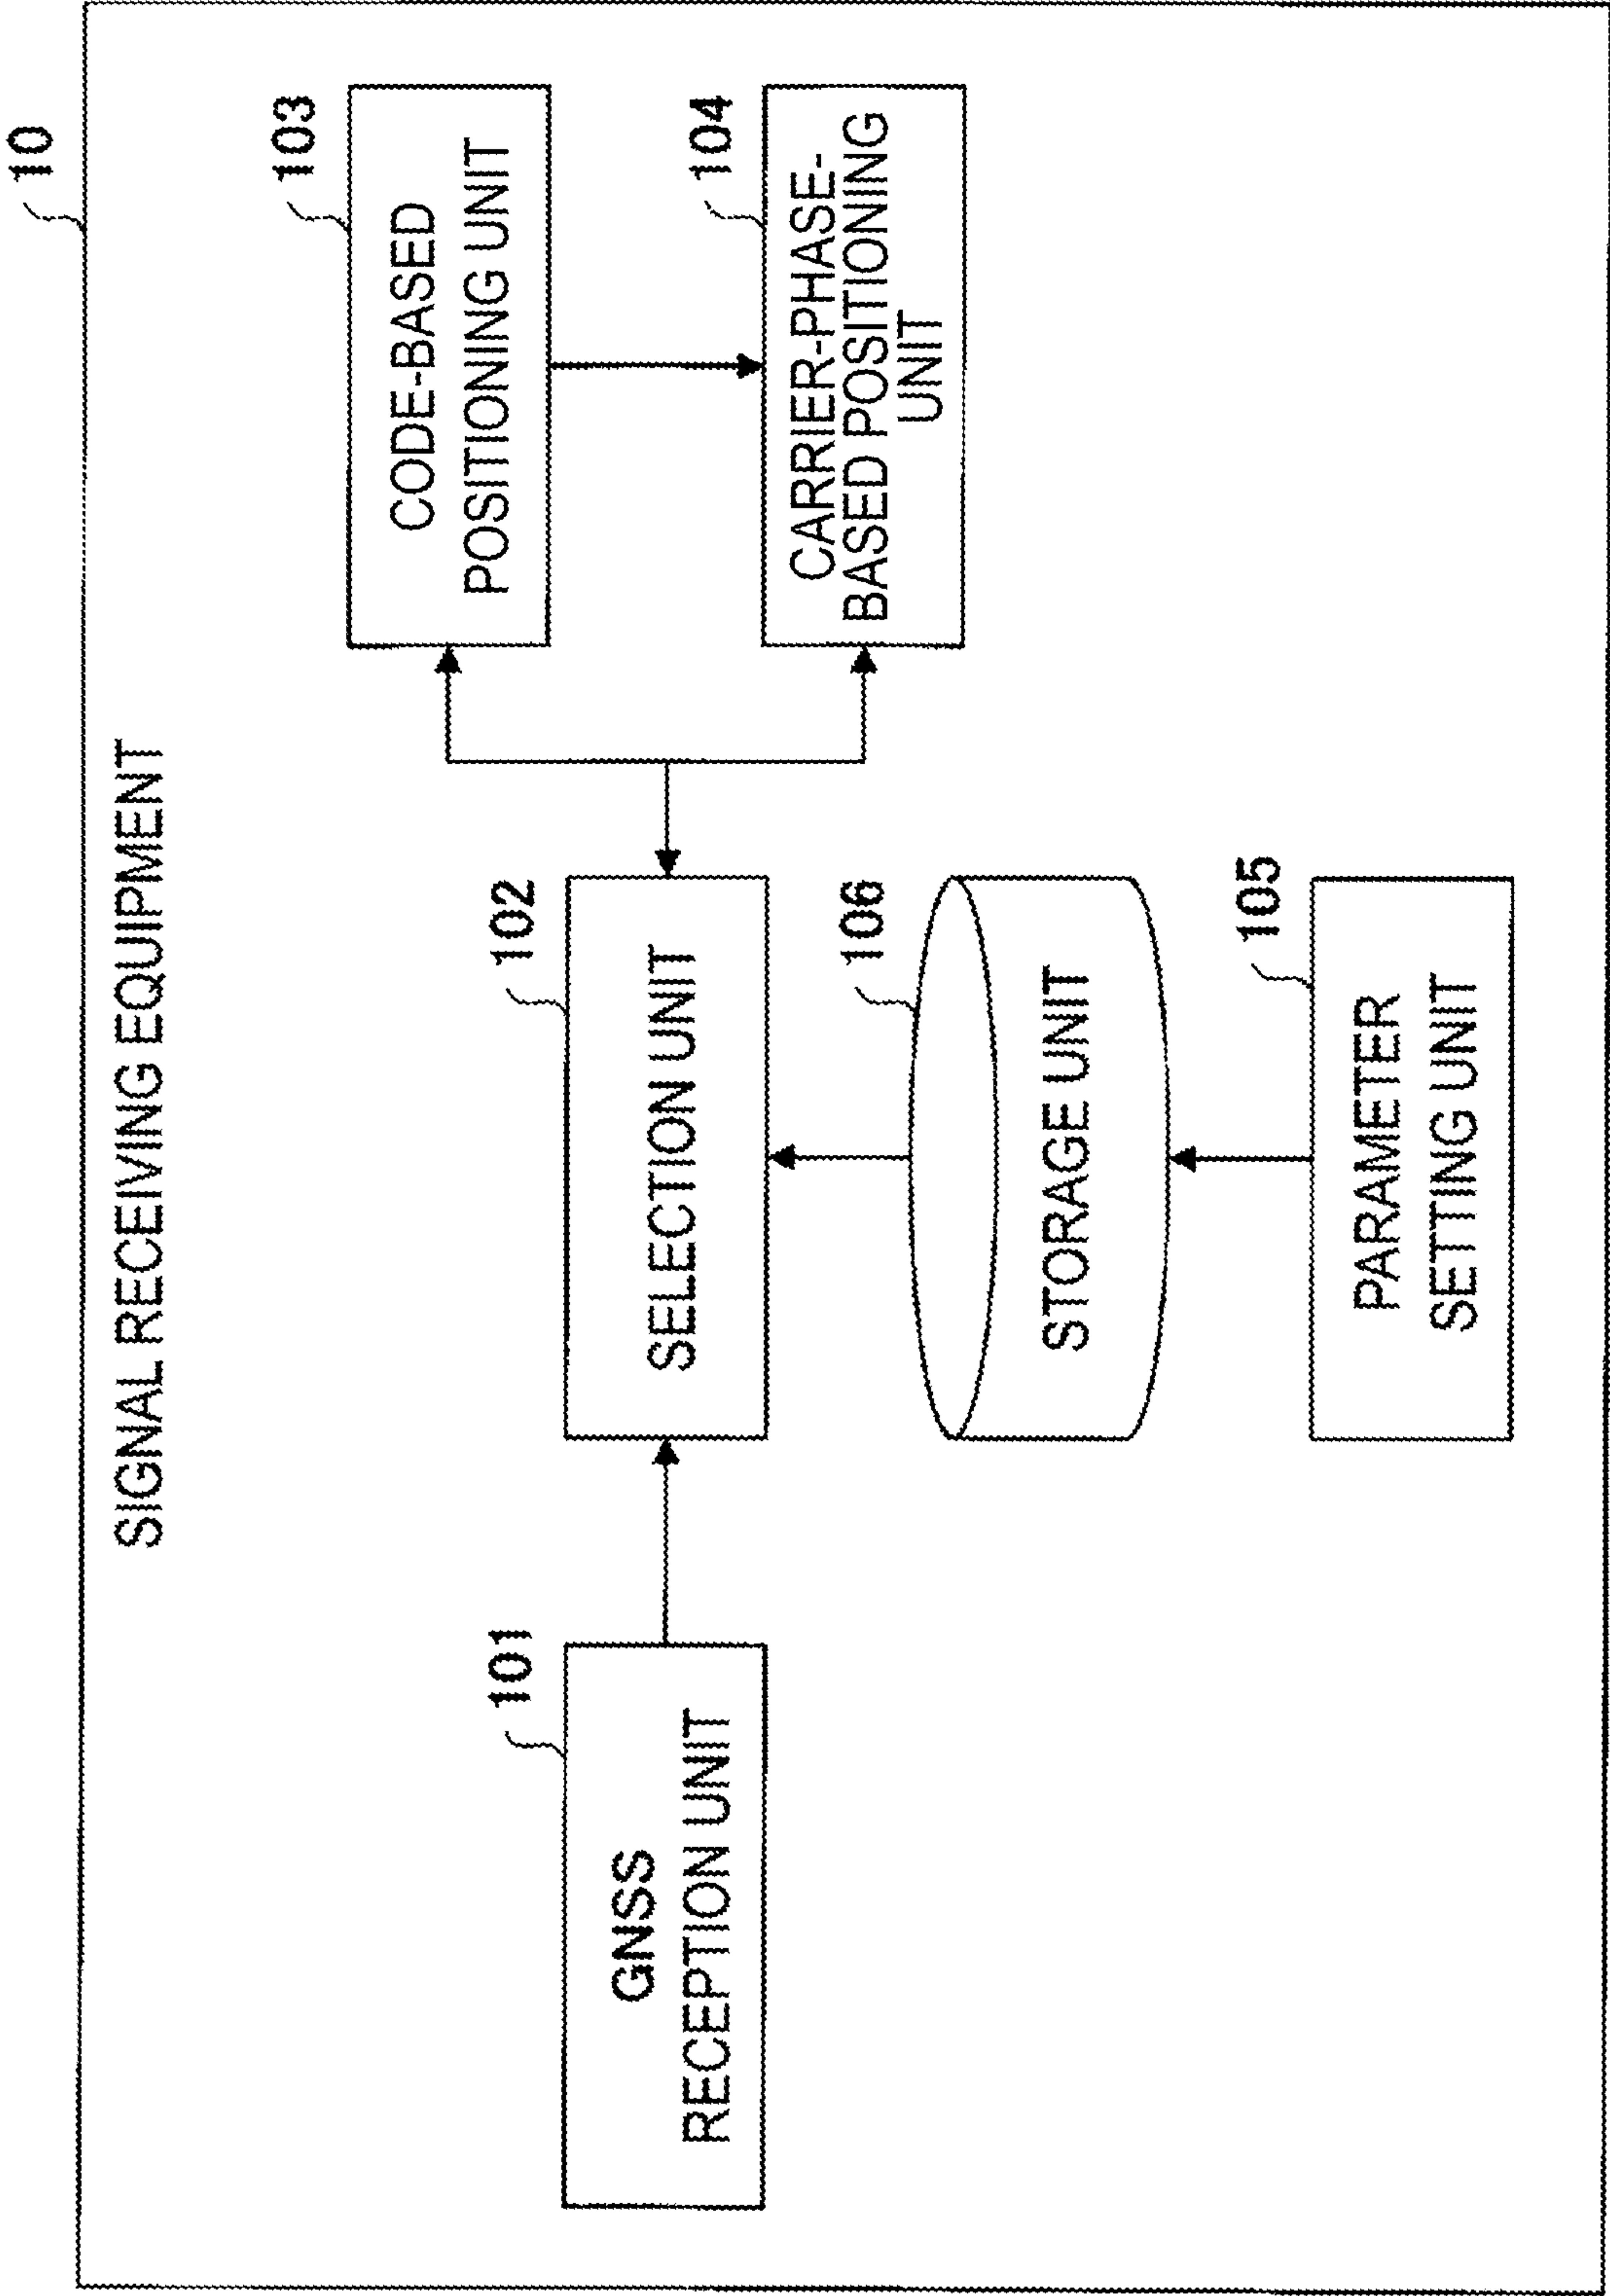 10
SIGNAL RECEIVING EQUIPMENT
101
GNSS
RECEPTION UNIT
102
SELECTION UNIT
103
CODE-BASED
POSITIONING UNIT
104
CARRIER-PHASE-
BASED POSITIONING
UNIT
106
STORAGE UNIT
105
PARAMETER
SETTING UNIT